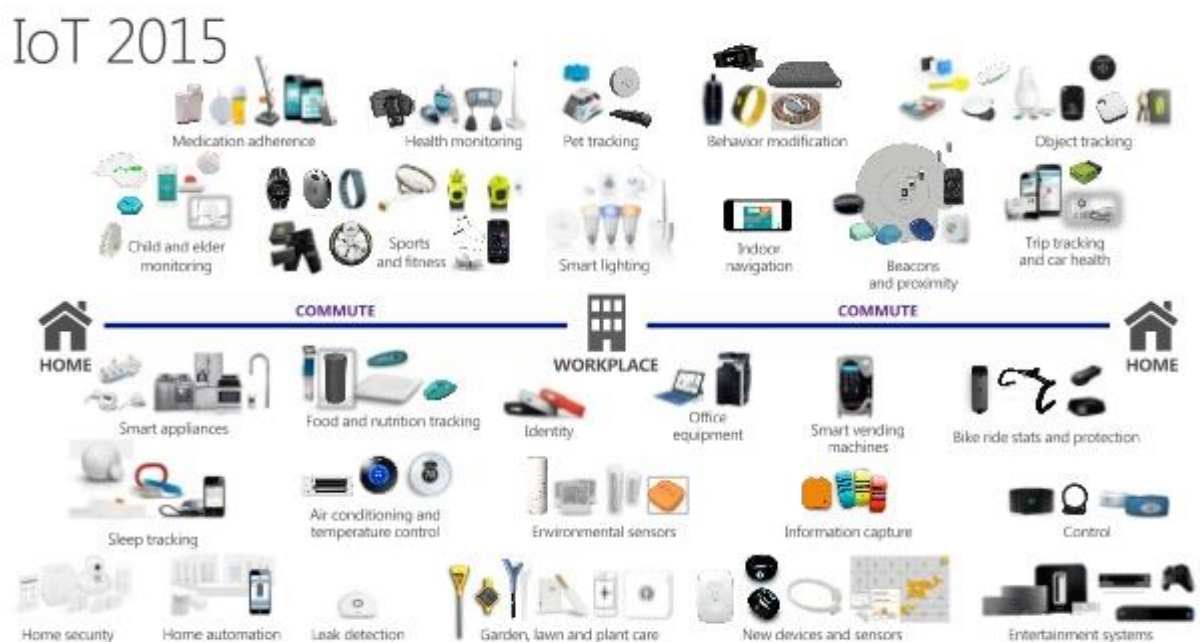 IoT 2015
Medication adherence
Health monitoring
Pet tracking
Behavior modification
Object tracking
Child and elder
monitoring
Sports
and fitness
Smart lighting
Indoor
navigation
Beacons
and proximity
Trip tracking
and car health
COMMUTE
COMMUTE
HOME
WORKPLACE
HOME
Smart appliances
Food and nutrition tracking
Identity
Office
equipment
Smart vending
machines
Bike ride stats and protection
Sleep tracking
Air conditioning and
temperature control
Environmental sensors
Information capture
Control
Home security
Home automation
Leak detection
Garden, lawn and plant care
New devices and sensors
Entertainment systems